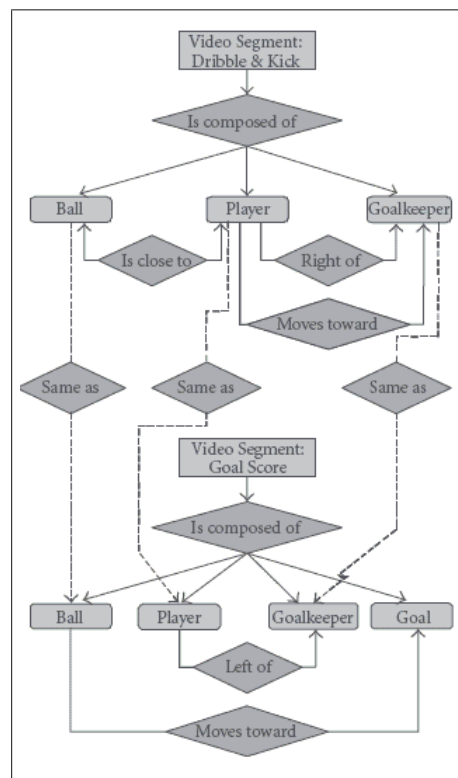 Video Segment:
Dribble & Kick
Is composed of
Ball
Player
Goalkeeper
Is close to
Right of
Moves toward
Same as
Same as
Same as
Video Segment:
Goal Score
Is composed of
Ball
Player
Goalkeeper
Goal
Left of
Moves toward